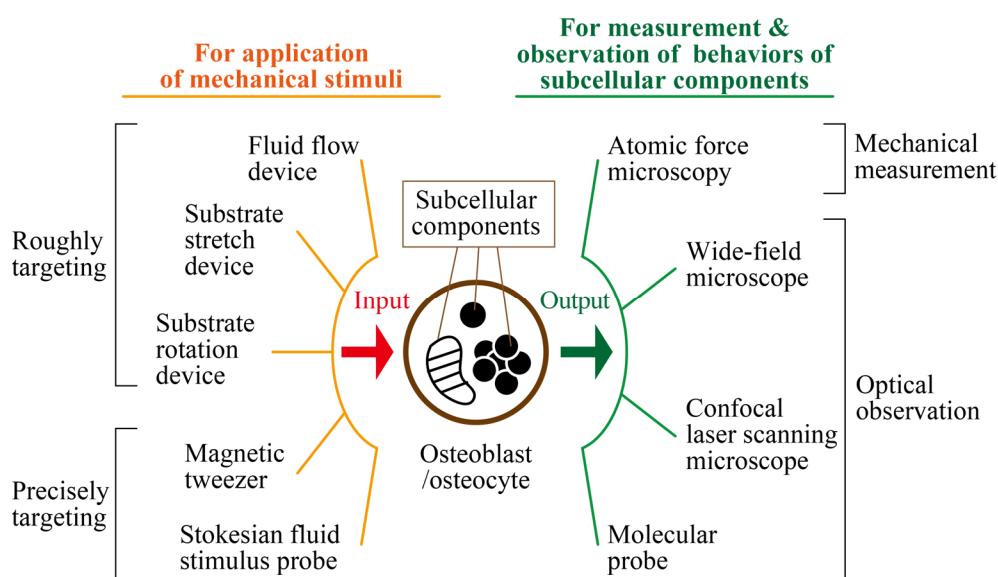 For application
of mechanical stimuli
For measurement &
observation of behaviors of
subcellular components
Roughly
targeting
Precisely
targeting
Fluid flow
device
Substrate
stretch
device
Substrate
rotation
device
Magnetic
tweezer
Stokesian fluid
stimulus probe
Subcellular
components
Input
Output
Osteoblast
/osteocyte
Atomic force
microscopy
Wide-field
microscope
Confocal
laser scanning
microscope
Molecular
probe
Mechanical
measurement
Optical
observation